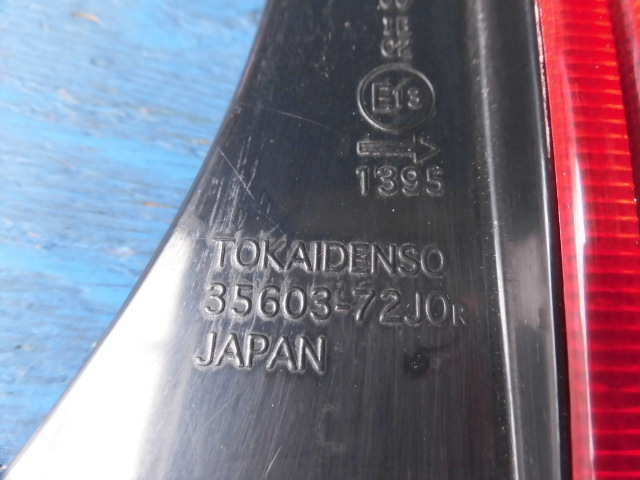 E13
1395
TOKAIDENSO
35603-72J0R
JAPAN